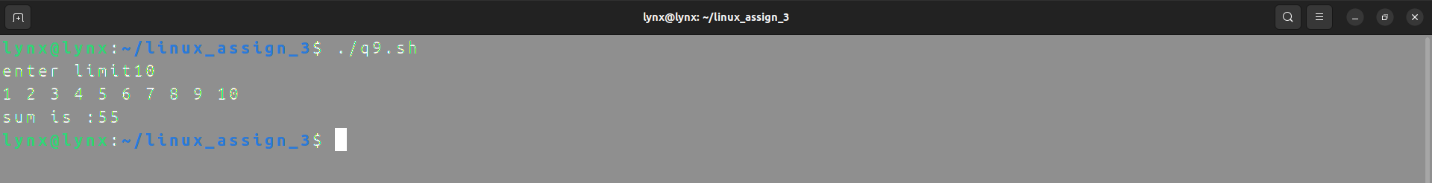 lynx@lynx: ~/linux_assign_3
lynx@lynx:~/linux_assign_3$ ./q9.sh
enter limit10
1 2 3 4 5 6 7 8 9 10
sum is :55
lynx@lynx:~/linux_assign_3$